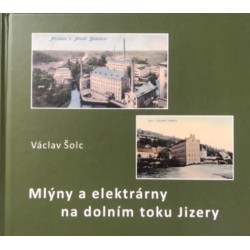 Václav Šolc
Mlýny a elektrárny
na dolním toku Jizery